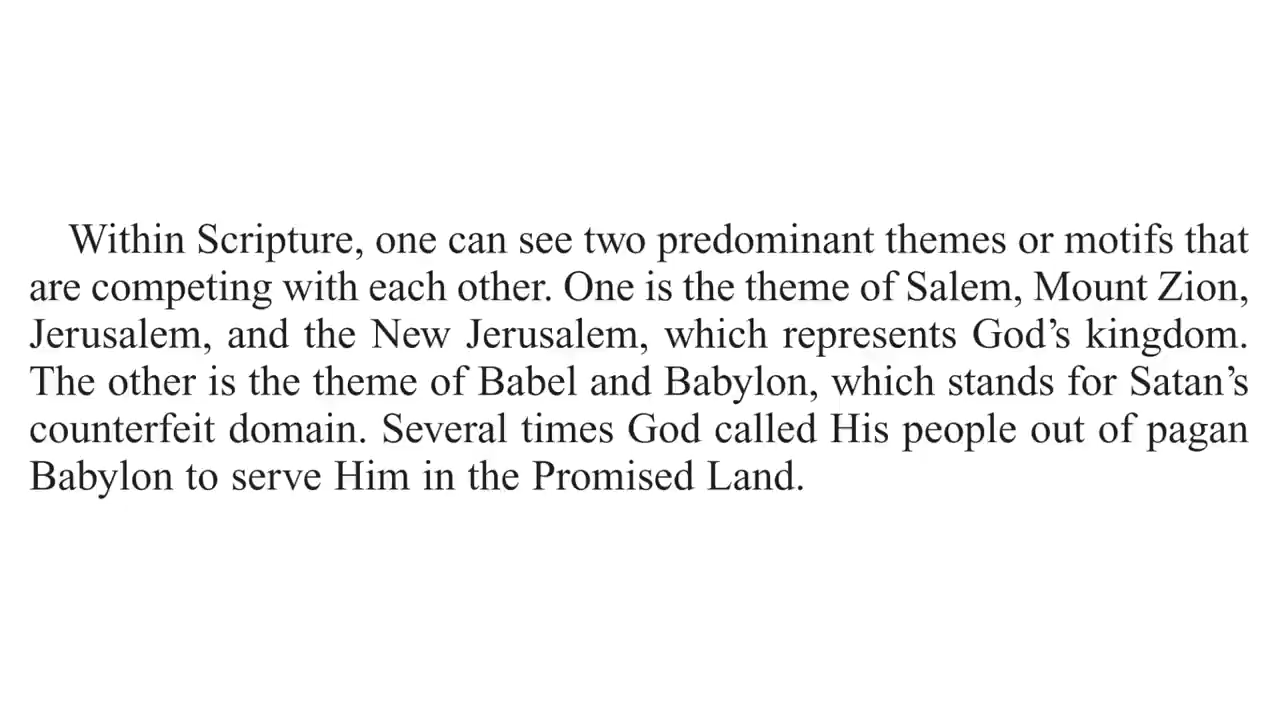 Within Scripture, one can see two predominant themes or motifs that
are competing with each other. One is the theme of Salem, Mount Zion,
Jerusalem, and the New Jerusalem, which represents God’s kingdom.
The other is the theme of Babel and Babylon, which stands for Satan’s
counterfeit domain. Several times God called His people out of pagan
Babylon to serve Him in the Promised Land.